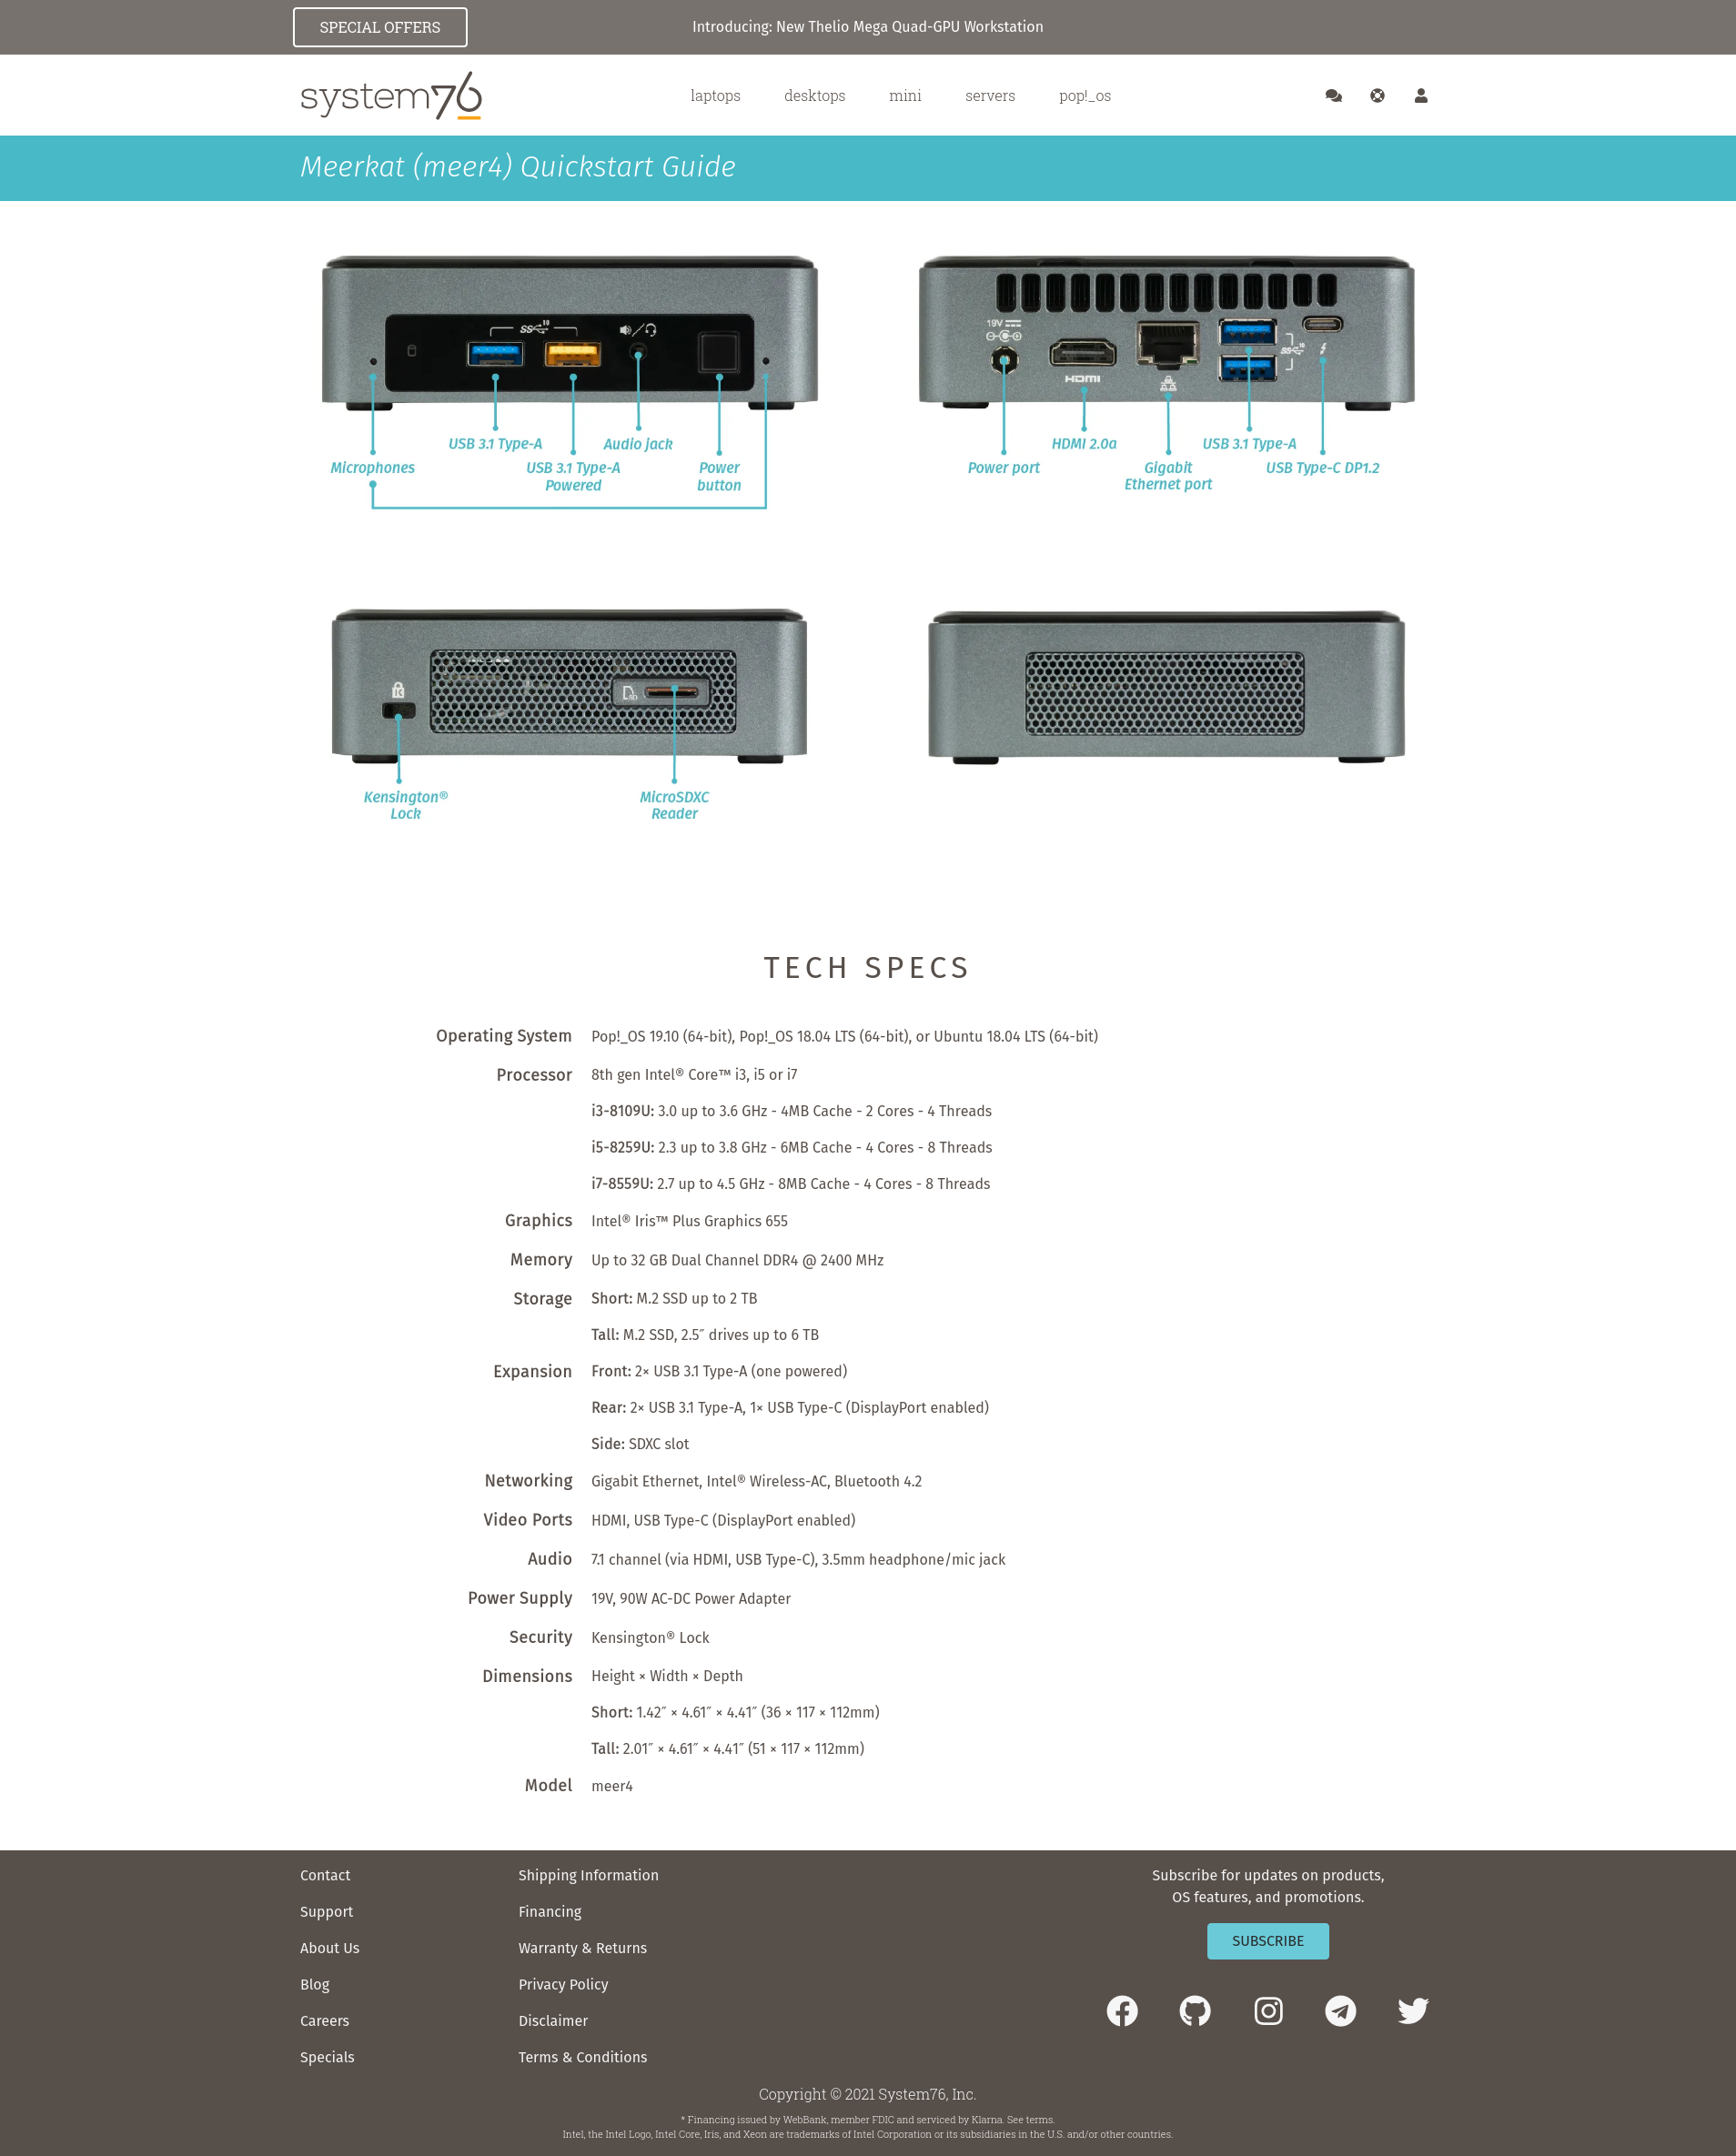 SPECIAL OFFERS
Introducing: New Thelio Mega Quad-GPU Workstation
system76
laptops desktops mini servers pop!_os
Meerkat (meer4) Quickstart Guide
SS 10
19V
HDMI
SS 10
USB 3.1 Type-A Audio jack
Microphones USB 3.1 Type-A Power
Powered button
HDMI 2.0a USB 3.1 Type-A
Power port Gigabit USB Type-C DP1.2
Ethernet port
K
SD
Kensington® MicroSDXC
Lock Reader
TECH SPECS
Operating System Pop!_OS 19.10 (64-bit), Pop!_OS 18.04 LTS (64-bit), or Ubuntu 18.04 LTS (64-bit)
Processor 8th gen Intel® Core™ i3, i5 or i7
i3-8109U: 3.0 up to 3.6 GHz - 4MB Cache - 2 Cores - 4 Threads
i5-8259U: 2.3 up to 3.8 GHz - 6MB Cache - 4 Cores - 8 Threads
i7-8559U: 2.7 up to 4.5 GHz - 8MB Cache - 4 Cores - 8 Threads
Graphics Intel® Iris™ Plus Graphics 655
Memory Up to 32 GB Dual Channel DDR4 @ 2400 MHz
Storage Short: M.2 SSD up to 2 TB
Tall: M.2 SSD, 2.5″ drives up to 6 TB
Expansion Front: 2× USB 3.1 Type-A (one powered)
Rear: 2× USB 3.1 Type-A, 1× USB Type-C (DisplayPort enabled)
Side: SDXC slot
Networking Gigabit Ethernet, Intel® Wireless-AC, Bluetooth 4.2
Video Ports HDMI, USB Type-C (DisplayPort enabled)
Audio 7.1 channel (via HDMI, USB Type-C), 3.5mm headphone/mic jack
Power Supply 19V, 90W AC-DC Power Adapter
Security Kensington® Lock
Dimensions Height × Width × Depth
Short: 1.42″ × 4.61″ × 4.41″ (36 × 117 × 112mm)
Tall: 2.01″ × 4.61″ × 4.41″ (51 × 117 × 112mm)
Model meer4
Contact
Support
About Us
Blog
Careers
Specials
Shipping Information
Financing
Warranty & Returns
Privacy Policy
Disclaimer
Terms & Conditions
Subscribe for updates on products,
OS features, and promotions.
SUBSCRIBE
Copyright © 2021 System76, Inc.
* Financing issued by WebBank, member FDIC and serviced by Klarna. See terms.
Intel, the Intel Logo, Intel Core, Iris, and Xeon are trademarks of Intel Corporation or its subsidiaries in the U.S. and/or other countries.